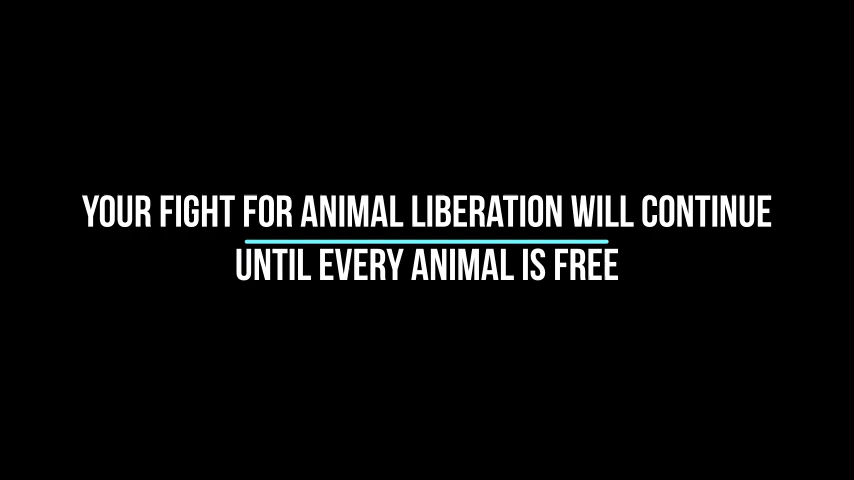 YOUR FIGHT FOR ANIMAL LIBERATION WILL CONTINUE
UNTIL EVERY ANIMAL IS FREE